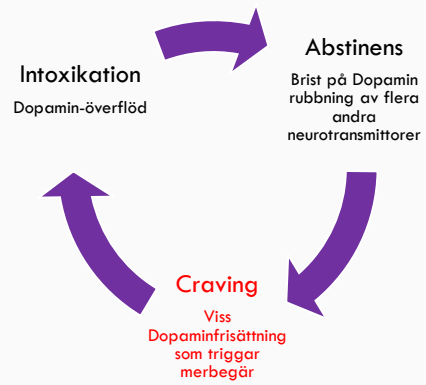 Intoxikation
Dopamin-överflöd
Abstinens
Brist på Dopamin
rubbning av flera
andra
neurotransmittorer
Craving
Viss
Dopaminfrisättning
som triggar
merbegär